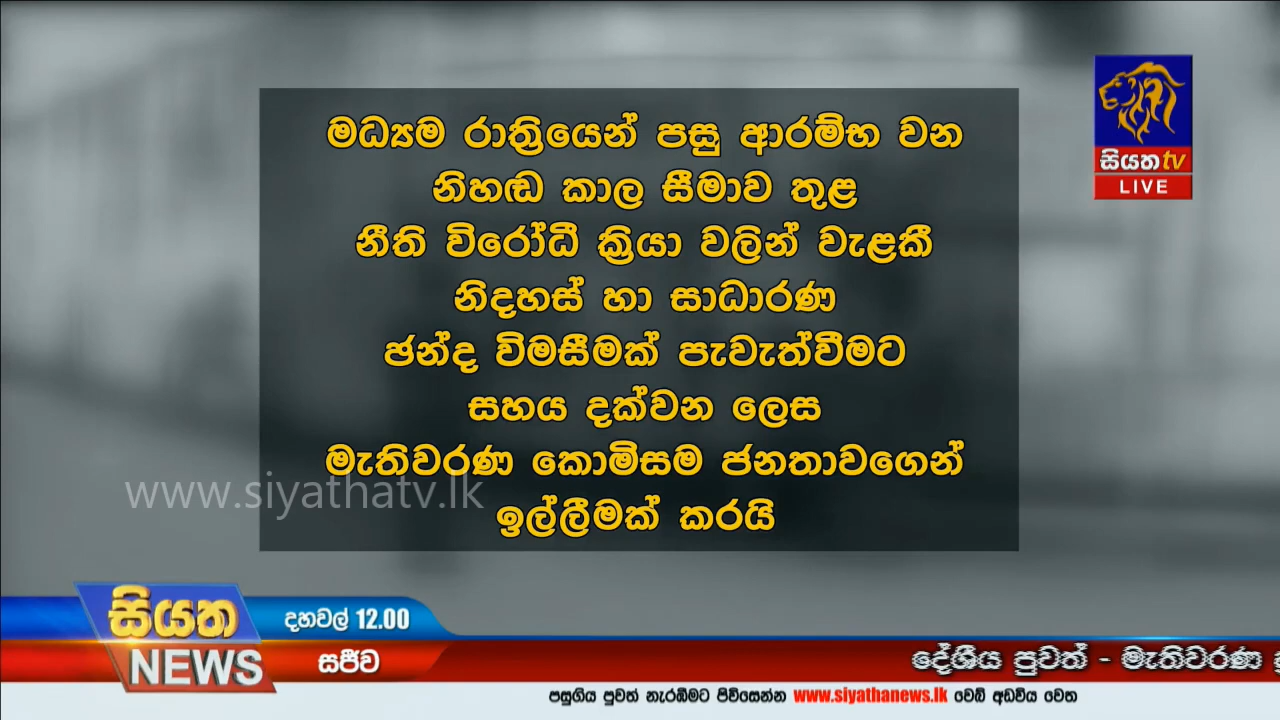 මධ්‍යම රාත්‍රියෙන් පසු ආරම්භ වන
නිහඬ කාල සීමාව තුළ
නීති විරෝධී ක්‍රියා වලින් වැළකී
නිදහස් හා සාධාරණ
ඡන්ද විමසීමක් පැවැත්වීමට
සහය දක්වන ලෙස
මැතිවරණ කොමිසම ජනතාවගෙන්
ඉල්ලීමක් කරයි
සියත tv
LIVE
www.siyathatv.lk
සියත
NEWS
දහවල් 12.00
සජීව
දේශීය පුවත් - මැතිවරණ
පසුගිය පුවත් නැරඹීමට පිවිසෙන්න www.siyathanews.lk වෙබ් අඩවිය වෙත